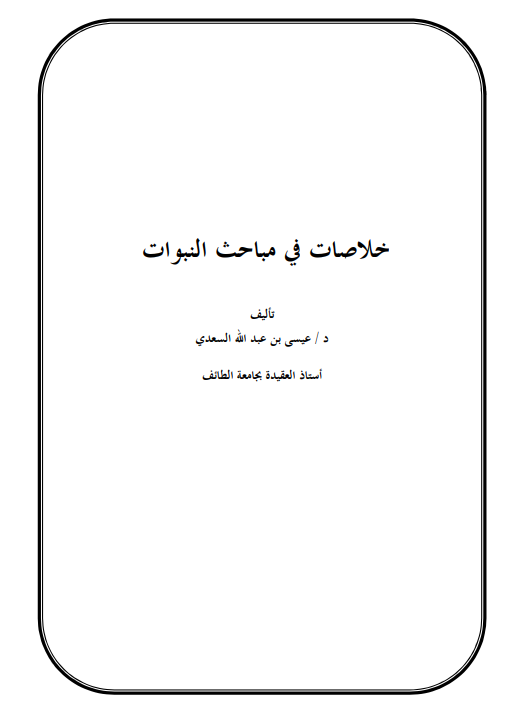 خلاصات في مباحث النبوات
تأليف
د / عيسى بن عبد الله السعدي
أستاذ العقيدة بجامعة الطائف